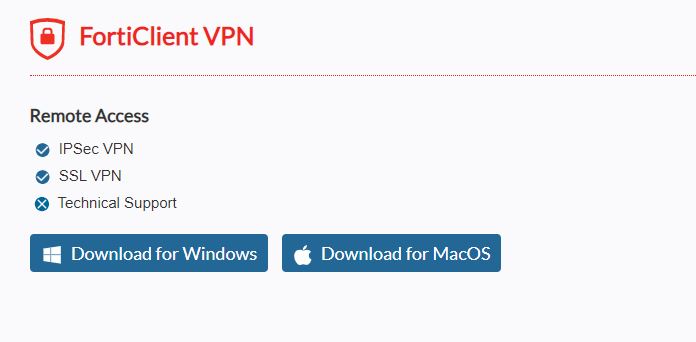 FortiClient VPN
Remote Access
IPSec VPN
SSL VPN
Technical Support
Download for Windows
Download for MacOS